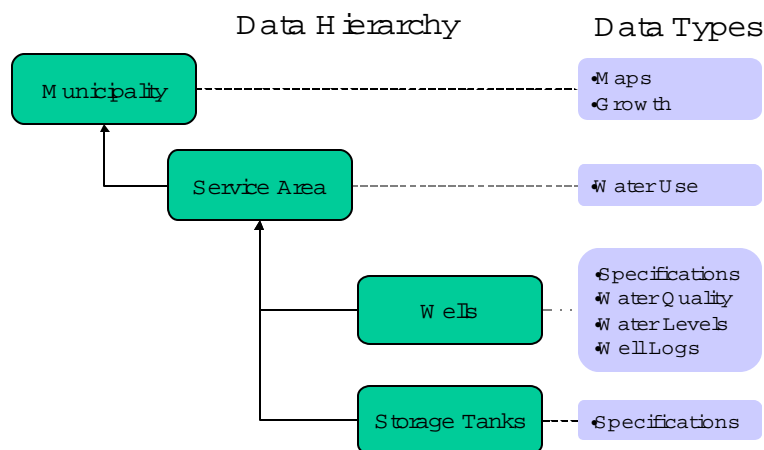 Data Hierarchy
Data Types
Municipality
•Maps
•Growth
Service Area
•Water Use
Wells
•Specifications
•Water Quality
•Water Levels
•Well Logs
Storage Tanks
•Specifications